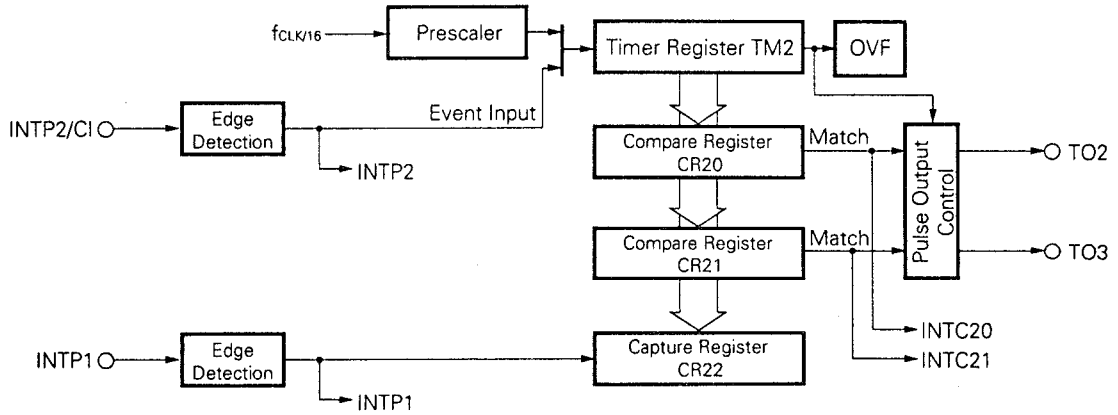 fCLK/16
Prescaler
Timer Register TM2
OVF
INTP2/CI
Edge
Detection
Event Input
INTP2
Compare Register
CR20
Match
Pulse Output
Control
TO2
Compare Register
CR21
Match
TO3
INTC20
INTP1
Edge
Detection
Capture Register
CR22
INTC21
INTP1